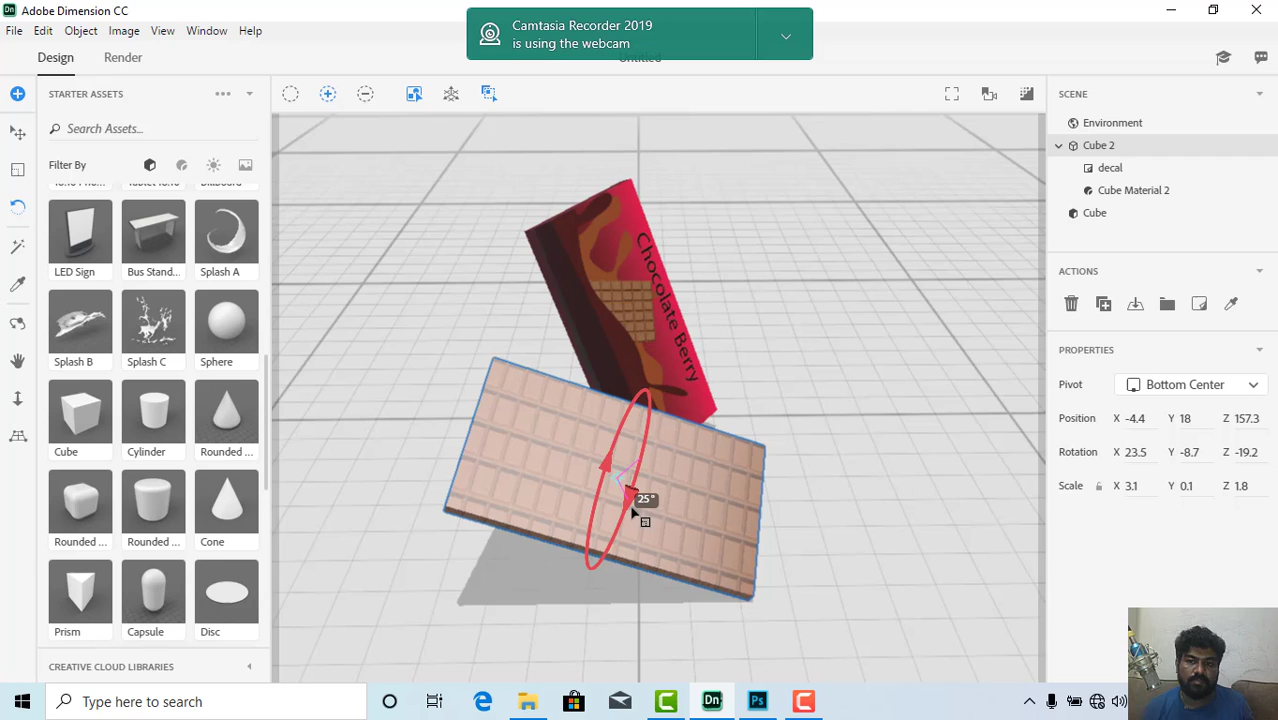 Dn Adobe Dimension CC
Camtasia Recorder 2019
is using the webcam
File Edit Object Image View Window Help
Design Render
STARTER ASSETS
Search Assets...
Filter By
LED Sign Bus Stand... Splash A
Splash B Splash C Sphere
Cube Cylinder Rounded ...
Rounded ... Rounded ... Cone
Prism Capsule Disc
CREATIVE CLOUD LIBRARIES
Chocolate Berry
25°
SCENE
Environment
Cube 2
decal
Cube Material 2
Cube
ACTIONS
PROPERTIES
Pivot Bottom Center
Position X -4.4 Y 18 Z 157.3
Rotation X 23.5 Y -8.7 Z -19.2
Scale X 3.1 Y 0.1 Z 1.8
Type here to search
Dn Ps